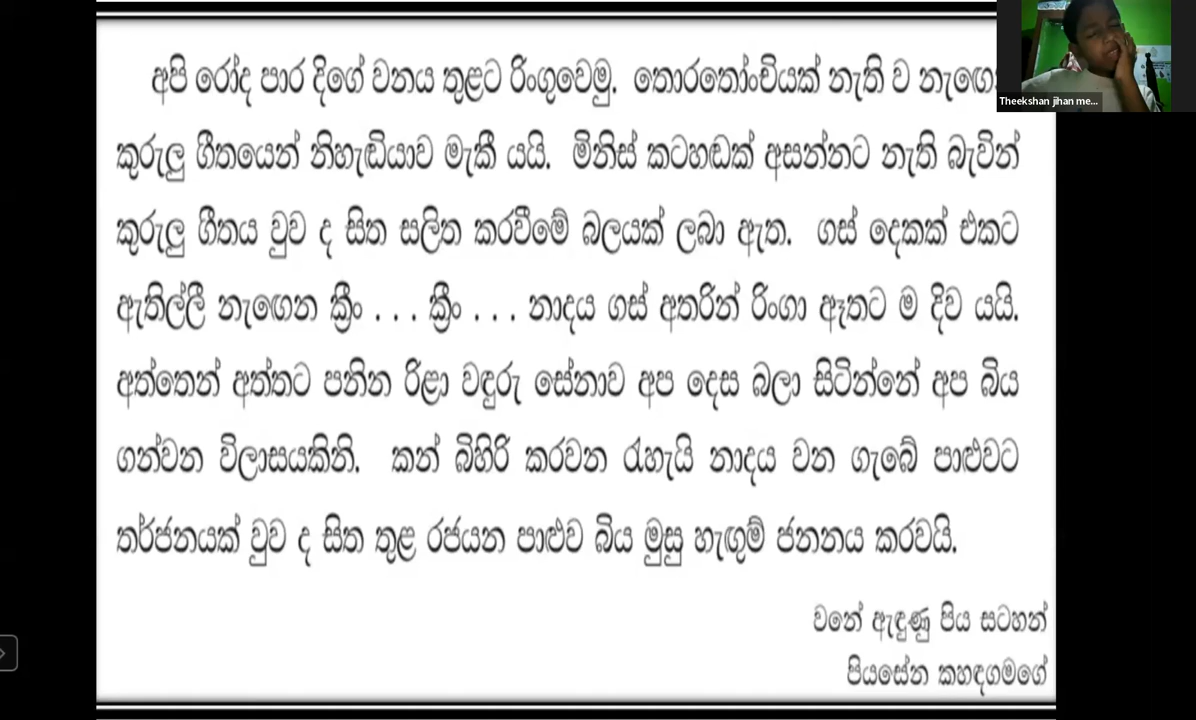 අපි රෝද පාර දිගේ වනය තුළට රිංගුවෙමු. තොරතෝංචියක් නැති ව
Theekshan jihan me...
කුරුලු ගීතයෙන් නිහැඬියාව මැකී යයි. මිනිස් කටහඬක් අසන්නට නැති බැවින්
කුරුලු ගීතය වුව ද සිත සලිත කරවීමේ බලයක් ලබා ඇත. ගස් දෙකක් එකට
ඇතිල්ලී නැඟෙන ක්‍රීං . . . ක්‍රීං . . . නාදය ගස් අතරින් රිංගා ඈතට ම දිව යයි.
අත්තෙන් අත්තට පනින රිළා වඳුරු සේනාව අප දෙස බලා සිටින්නේ අප බිය
ගන්වන විලාසයකිනි. කන් බිහිරි කරවන රැහැයි නාදය වන ගැබේ පාළුවට
තර්ජනයක් වුව ද සිත තුළ රජයන පාළුව බිය මුසු හැඟුම් ජනනය කරවයි.
වනේ ඇඳුණු පිය සටහන්
පියසේන කහඳගමගේ